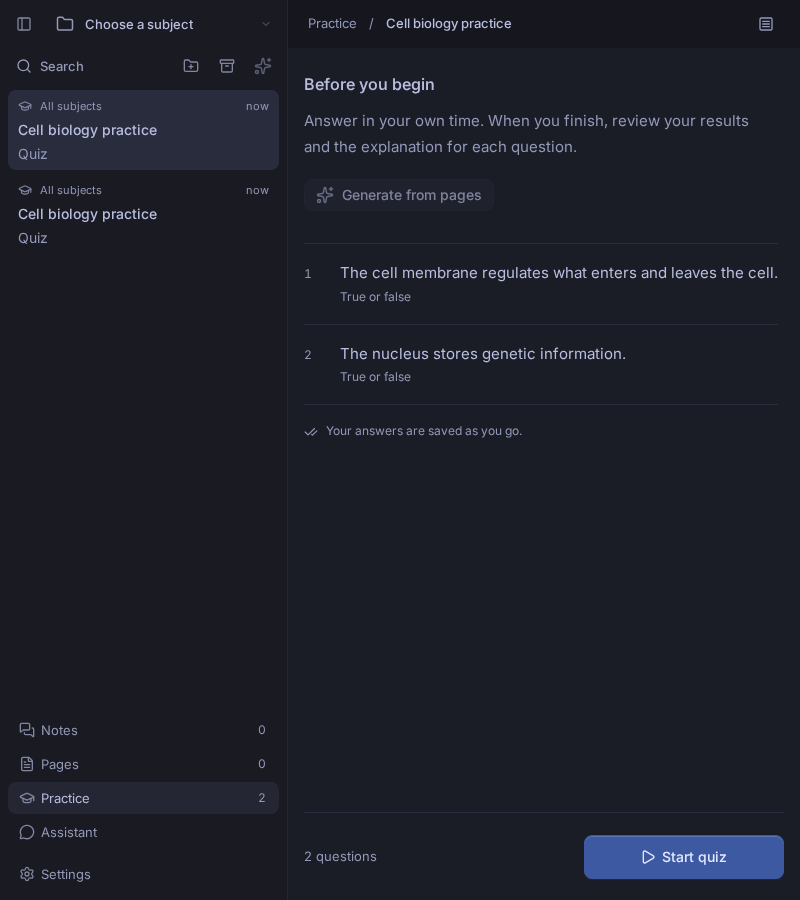 Choose a subject
Search
All subjects now
Cell biology practice
Quiz
All subjects now
Cell biology practice
Quiz
Notes 0
Pages 0
Practice 2
Assistant
Settings
Practice / Cell biology practice
Before you begin
Answer in your own time. When you finish, review your results
and the explanation for each question.
Generate from pages
1 The cell membrane regulates what enters and leaves the cell.
True or false
2 The nucleus stores genetic information.
True or false
Your answers are saved as you go.
2 questions
Start quiz